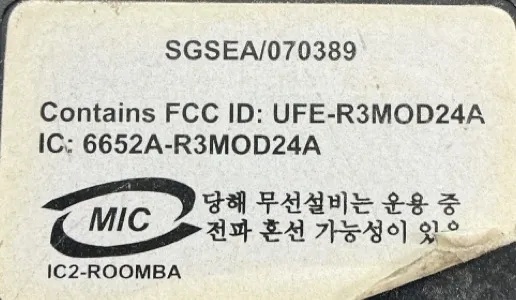 SGSEA/070389
Contains FCC ID: UFE-R3MOD24A
IC: 6652A-R3MOD24A
MIC
당해 무선설비는 운용 중
전파 혼선 가능성이
IC2-ROOMBA